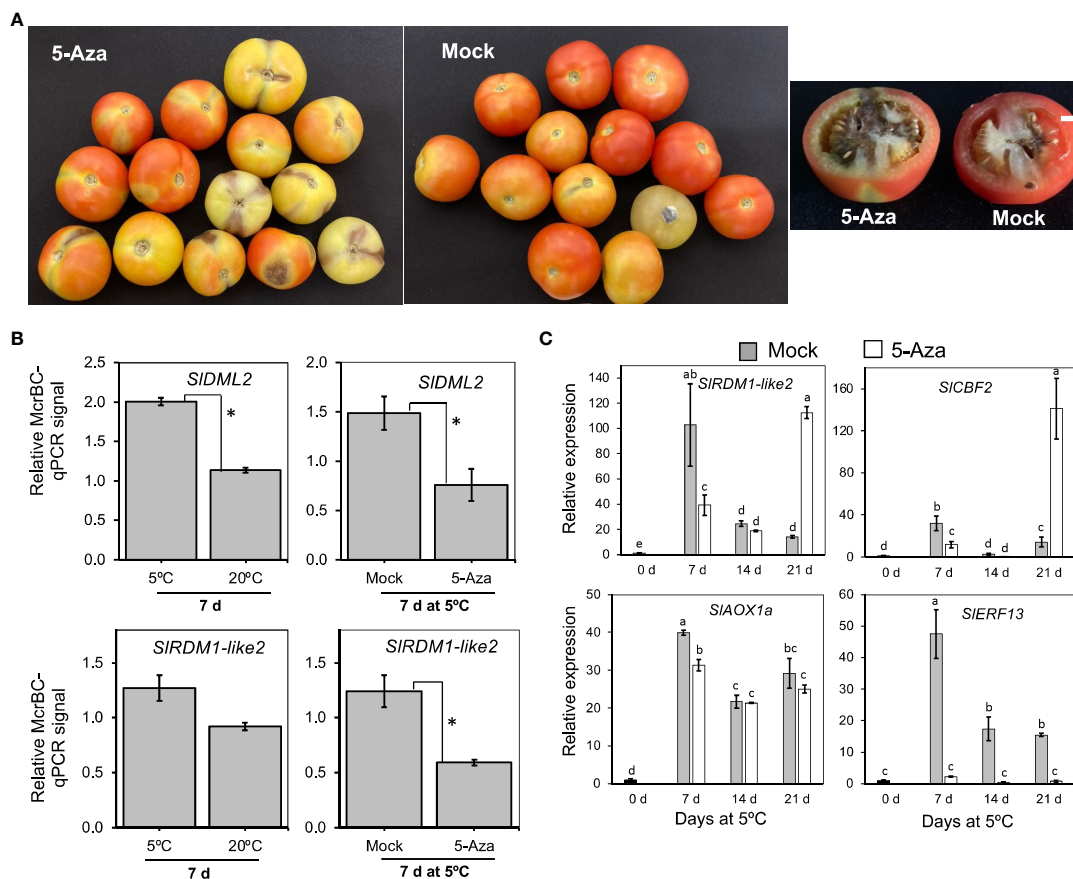 A
5-Aza
Mock
5-Aza
Mock
B
2.5
2.0
1.5
1.0
0.5
0.0
Relative McrBC-
qPCR signal
SlDML2
*
5ºC
20ºC
7 d
1.5
1.0
0.5
0.0
SlDML2
*
Mock
5-Aza
7 d at 5ºC
1.5
1.0
0.5
0.0
Relative McrBC-
qPCR signal
SlRDM1-like2
5ºC
20ºC
7 d
1.5
1.0
0.5
0.0
SlRDM1-like2
*
Mock
5-Aza
7 d at 5ºC
C
Mock
5-Aza
140
120
100
80
60
40
20
0
Relative expression
SlRDM1-like2
e
ab
c
d
d
d
a
0 d
7 d
14 d
21 d
160
120
80
40
0
SlCBF2
d
b
c
d
d
c
a
0 d
7 d
14 d
21 d
50
40
30
20
10
0
Relative expression
SlAOX1a
d
a
b
c
c
bc
c
0 d
7 d
14 d
21 d
60
50
40
30
20
10
0
SlERF13
c
a
c
b
c
b
c
0 d
7 d
14 d
21 d
Days at 5ºC